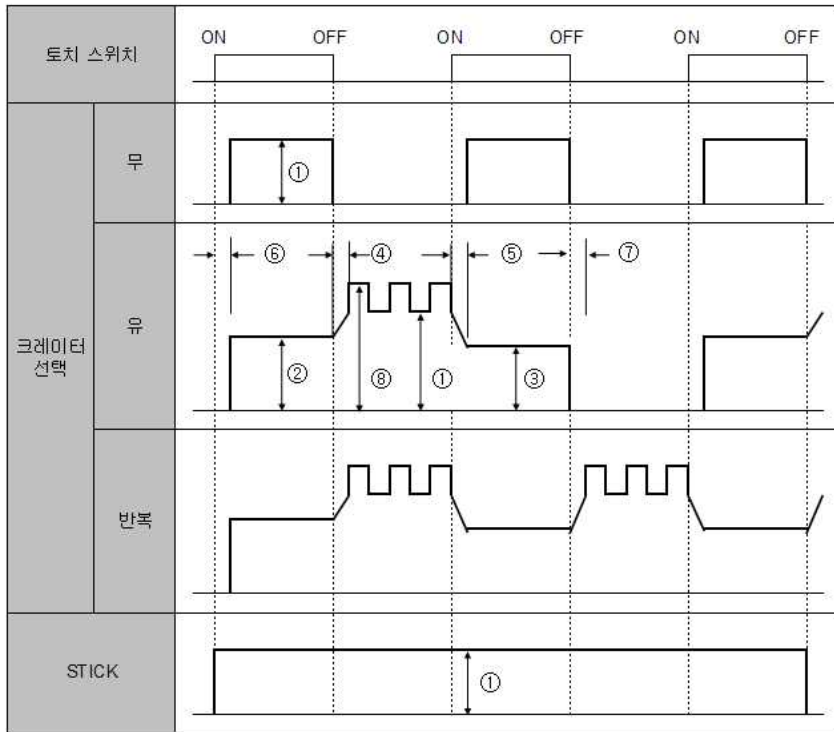 토치 스위치
ON OFF ON OFF ON OFF
크레이터
선택
무
①
유
⑥ ④ ⑤ ⑦
② ⑧ ① ③
반복
STICK
①